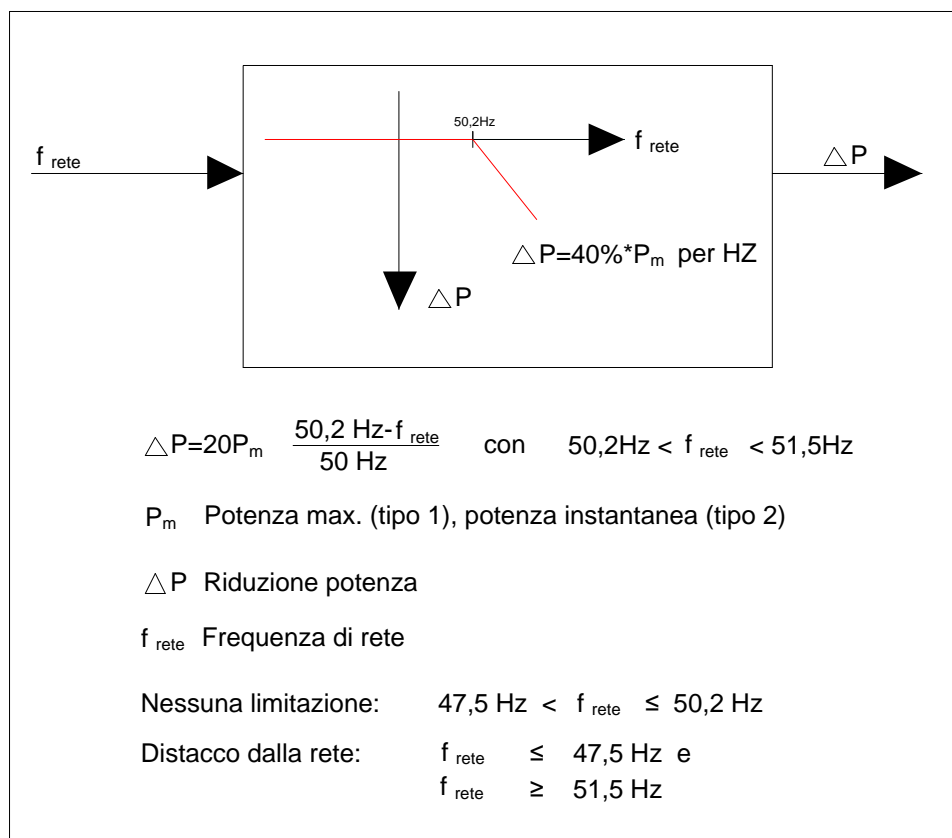 50,2Hz
f rete
f rete
△P
△P=40%*Pm per HZ
△P
△P=20Pm 50,2 Hz-f rete / 50 Hz con 50,2Hz < f rete < 51,5Hz
Pm Potenza max. (tipo 1), potenza instantanea (tipo 2)
△P Riduzione potenza
f rete Frequenza di rete
Nessuna limitazione: 47,5 Hz < f rete ≤ 50,2 Hz
Distacco dalla rete: f rete ≤ 47,5 Hz e
f rete ≥ 51,5 Hz